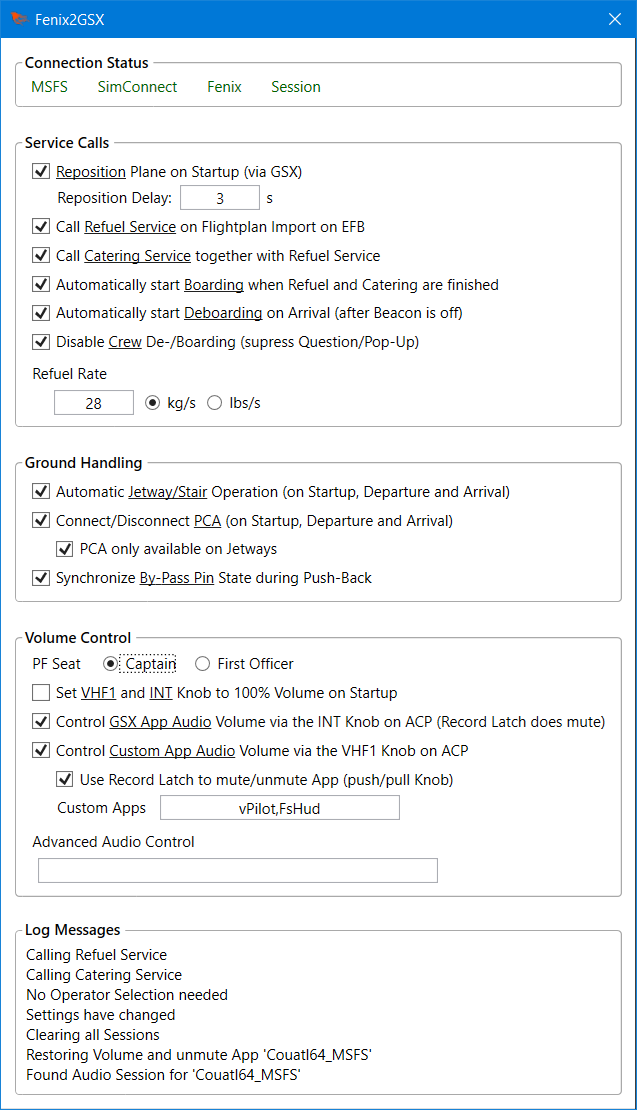 Fenix2GSX
Connection Status
MSFS SimConnect Fenix Session
Service Calls
Reposition Plane on Startup (via GSX)
Reposition Delay: 3 s
Call Refuel Service on Flightplan Import on EFB
Call Catering Service together with Refuel Service
Automatically start Boarding when Refuel and Catering are finished
Automatically start Deboarding on Arrival (after Beacon is off)
Disable Crew De-/Boarding (supress Question/Pop-Up)
Refuel Rate
28 kg/s lbs/s
Ground Handling
Automatic Jetway/Stair Operation (on Startup, Departure and Arrival)
Connect/Disconnect PCA (on Startup, Departure and Arrival)
PCA only available on Jetways
Synchronize By-Pass Pin State during Push-Back
Volume Control
PF Seat Captain First Officer
Set VHF1 and INT Knob to 100% Volume on Startup
Control GSX App Audio Volume via the INT Knob on ACP (Record Latch does mute)
Control Custom App Audio Volume via the VHF1 Knob on ACP
Use Record Latch to mute/unmute App (push/pull Knob)
Custom Apps vPilot,FsHud
Advanced Audio Control
Log Messages
Calling Refuel Service
Calling Catering Service
No Operator Selection needed
Settings have changed
Clearing all Sessions
Restoring Volume and unmute App 'Couatl64_MSFS'
Found Audio Session for 'Couatl64_MSFS'